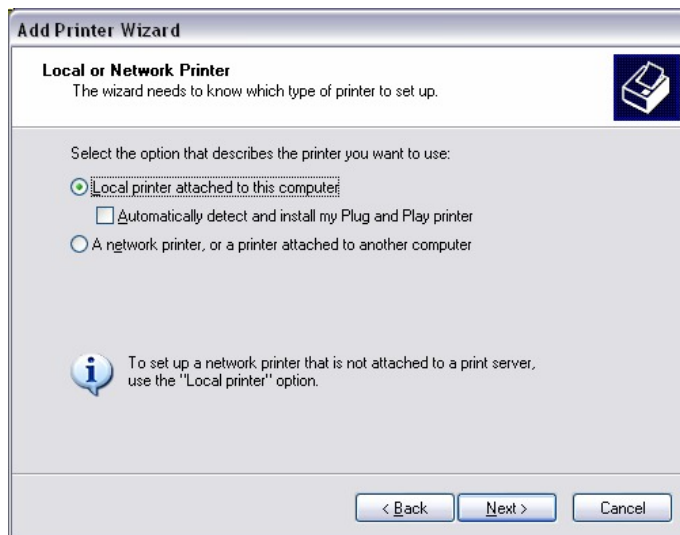 Add Printer Wizard
Local or Network Printer
The wizard needs to know which type of printer to set up.
Select the option that describes the printer you want to use:
Local printer attached to this computer
Automatically detect and install my Plug and Play printer
A network printer, or a printer attached to another computer
To set up a network printer that is not attached to a print server,
use the "Local printer" option.
< Back Next > Cancel